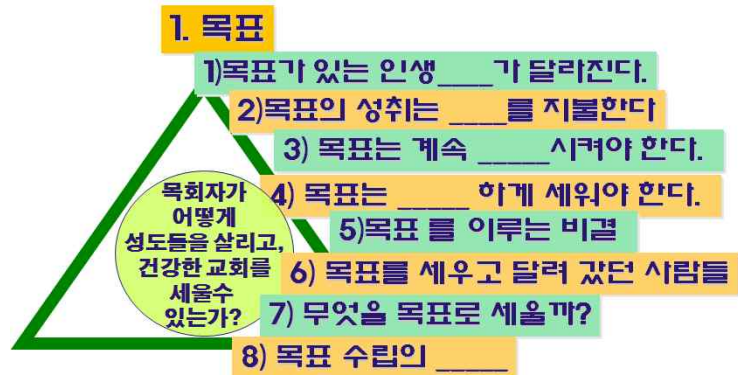 1. 목표
1)목표가 있는 인생____가 달라진다.
2)목표의 성취는 ____를 지불한다
3) 목표는 계속 _____시켜야 한다.
4) 목표는 _____ 하게 세워야 한다.
5)목표 를 이루는 비결
6) 목표를 세우고 달려 갔던 사람들
7) 무엇을 목표로 세울까?
8) 목표 수립의 _____
목회자가
어떻게
성도들을 살리고,
건강한 교회를
세울수
있는가?